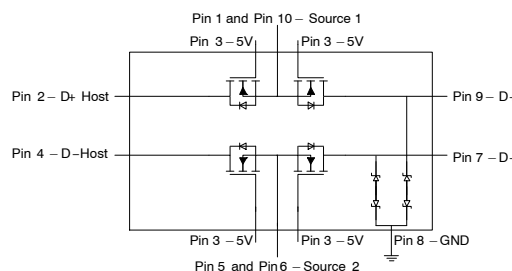 Pin 1 and Pin 10 – Source 1
Pin 3 – 5V
Pin 3 – 5V
Pin 2 – D+ Host
Pin 9 – D-
Pin 4 – D-Host
Pin 7 – D-
Pin 3 – 5V
Pin 3 – 5V
Pin 8 – GND
Pin 5 and Pin 6 – Source 2